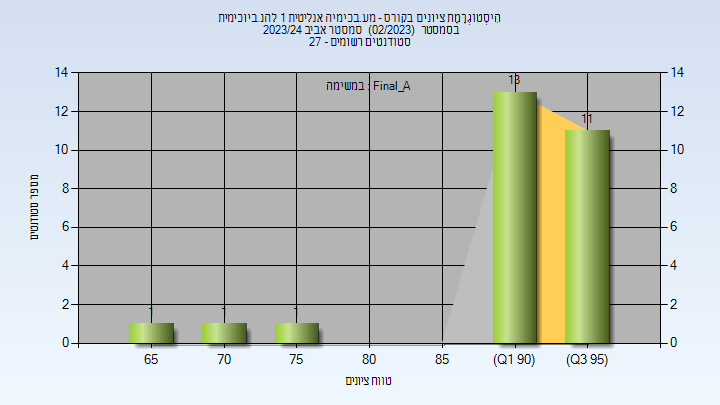 היסטוגרמת ציונים בקורס - מע.בכימיה אנליטית 1 להנ.ביוכימית
בסמסטר (02/2023) סמסטר אביב 2023/24
סטודנטים רשומים - 27
במשימה : Final_A
14 14
12 12
10 10
8 8
6 6
4 4
2 2
0 0
מספר סטודנטים
1 1 1 13 11
65 70 75 80 85 (Q1 90) (Q3 95)
טווח ציונים